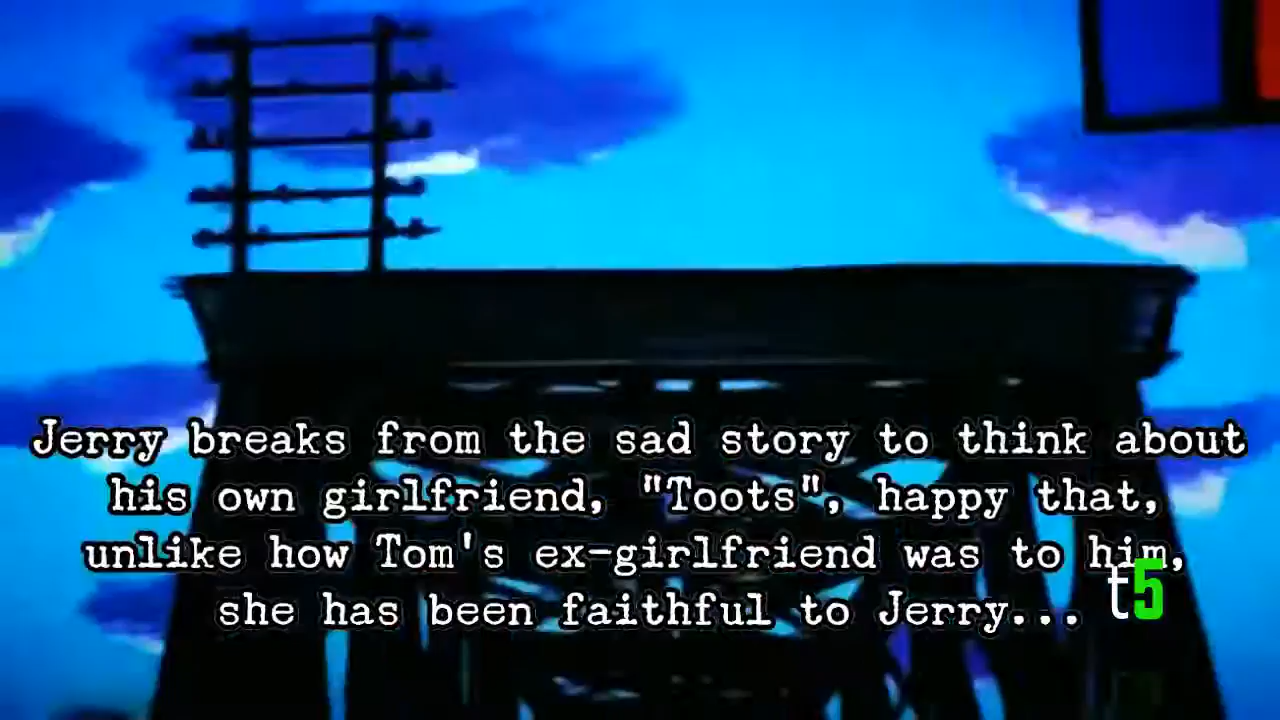 Jerry breaks from the sad story to think about
his own girlfriend, "Toots", happy that,
unlike how Tom's ex-girlfriend was to him,
she has been faithful to Jerry...
t5